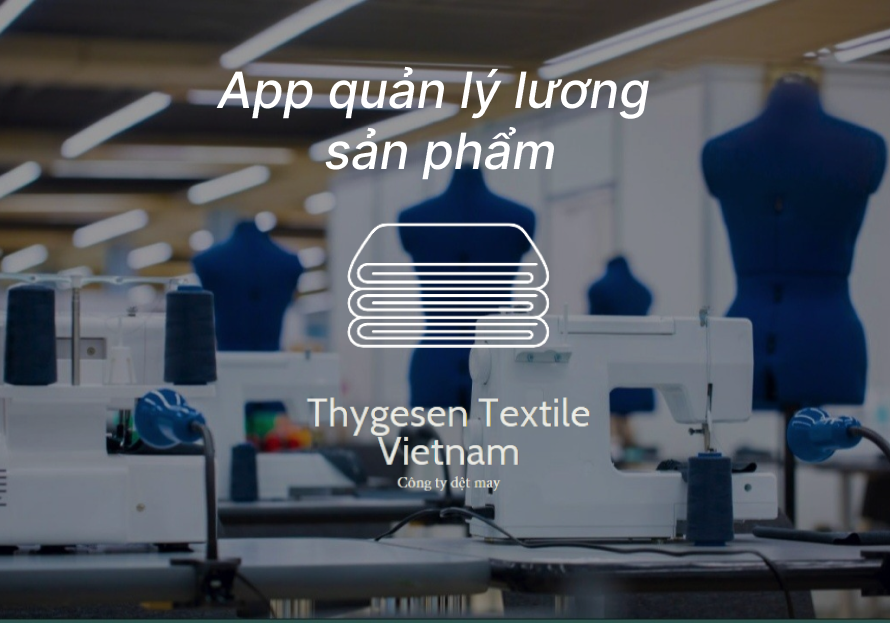 App quản lý lương
sản phẩm
Thygesen Textile
Vietnam
Công ty dệt may